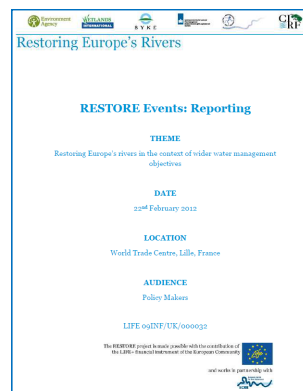 Environment
Agency
WETLANDS
INTERNATIONAL
SYKE
Restoring Europe's Rivers
RESTORE Events: Reporting
THEME
Restoring Europe's rivers in the context of wider water management
objectives
DATE
22nd February 2012
LOCATION
World Trade Centre, Lille, France
AUDIENCE
Policy Makers
LIFE 09INF/UK/000032
The RESTORE project is made possible with the contribution of
the LIFE+ financial instrument of the European Community
and works in partnership with
ECRR